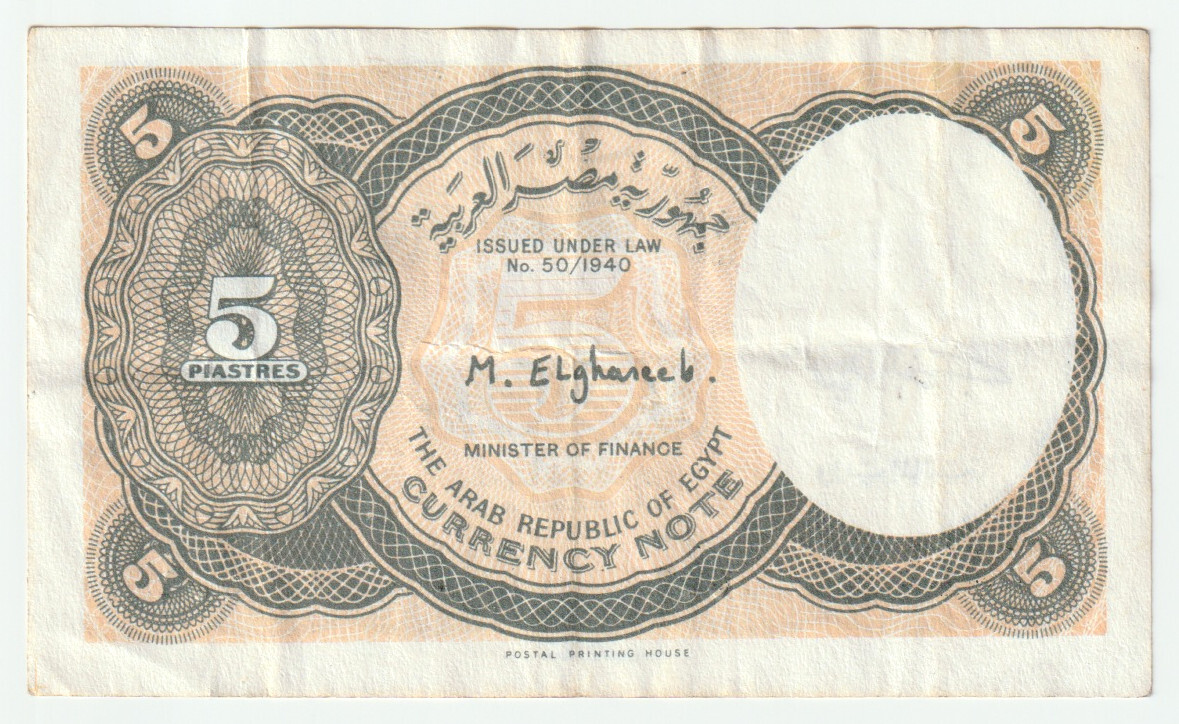 5
5
جمهورية مصر العربية
ISSUED UNDER LAW
No. 50/1940
5
5
PIASTRES
M. ELghareeb.
MINISTER OF FINANCE
THE ARAB REPUBLIC OF EGYPT
CURRENCY NOTE
5
5
POSTAL PRINTING HOUSE